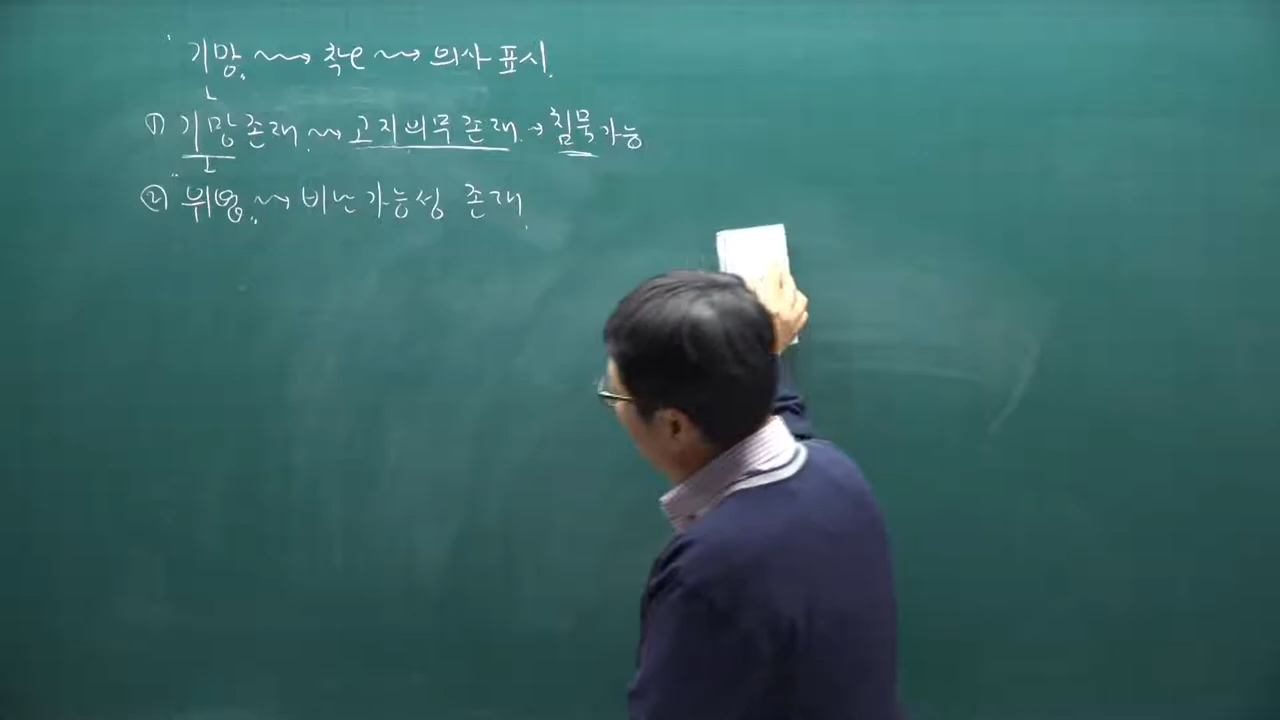 기망 → 착오 → 의사표시.
① 기망존재 → 고지의무 존재. → 침묵가능
② 위법 → 비난가능성 존재.